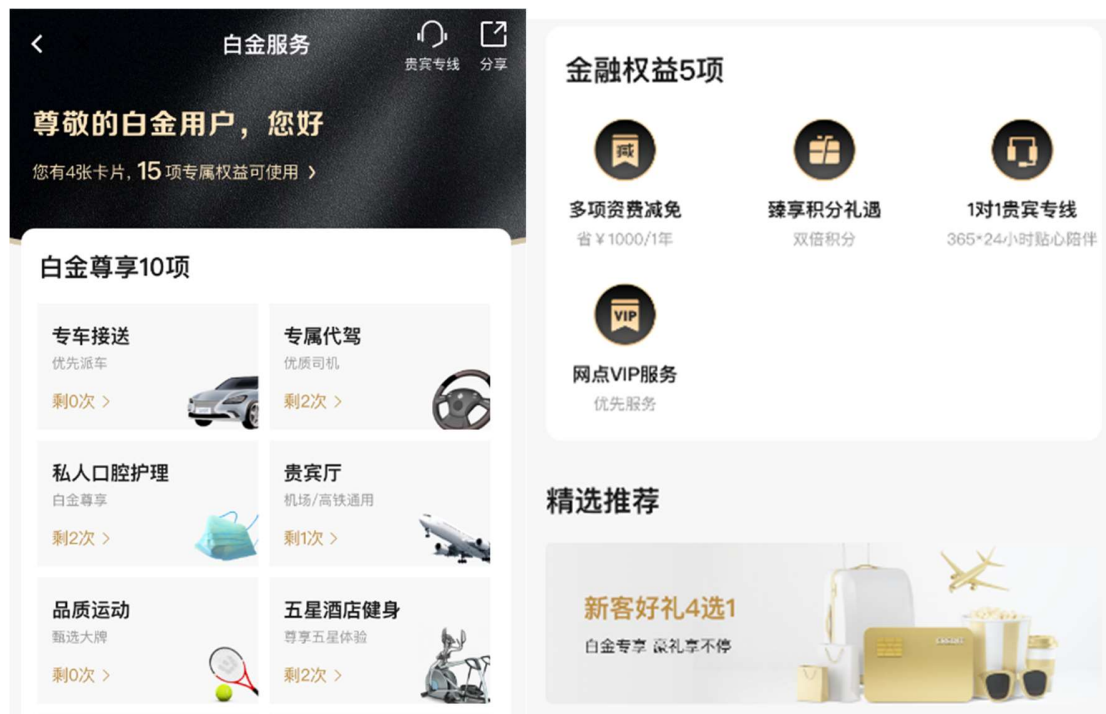 白金服务
贵宾专线
分享
尊敬的白金用户，您好
您有4张卡片，15项专属权益可使用 >
白金尊享10项
专车接送
优先派车
剩0次 >
专属代驾
优质司机
剩2次 >
私人口腔护理
白金尊享
剩2次 >
贵宾厅
机场/高铁通用
剩1次 >
品质运动
甄选大牌
剩0次 >
五星酒店健身
尊享五星体验
剩2次 >
金融权益5项
减
多项资费减免
省￥1000/1年
臻享积分礼遇
双倍积分
1对1贵宾专线
365*24小时贴心陪伴
VIP
网点VIP服务
优先服务
精选推荐
新客好礼4选1
白金专享 豪礼享不停